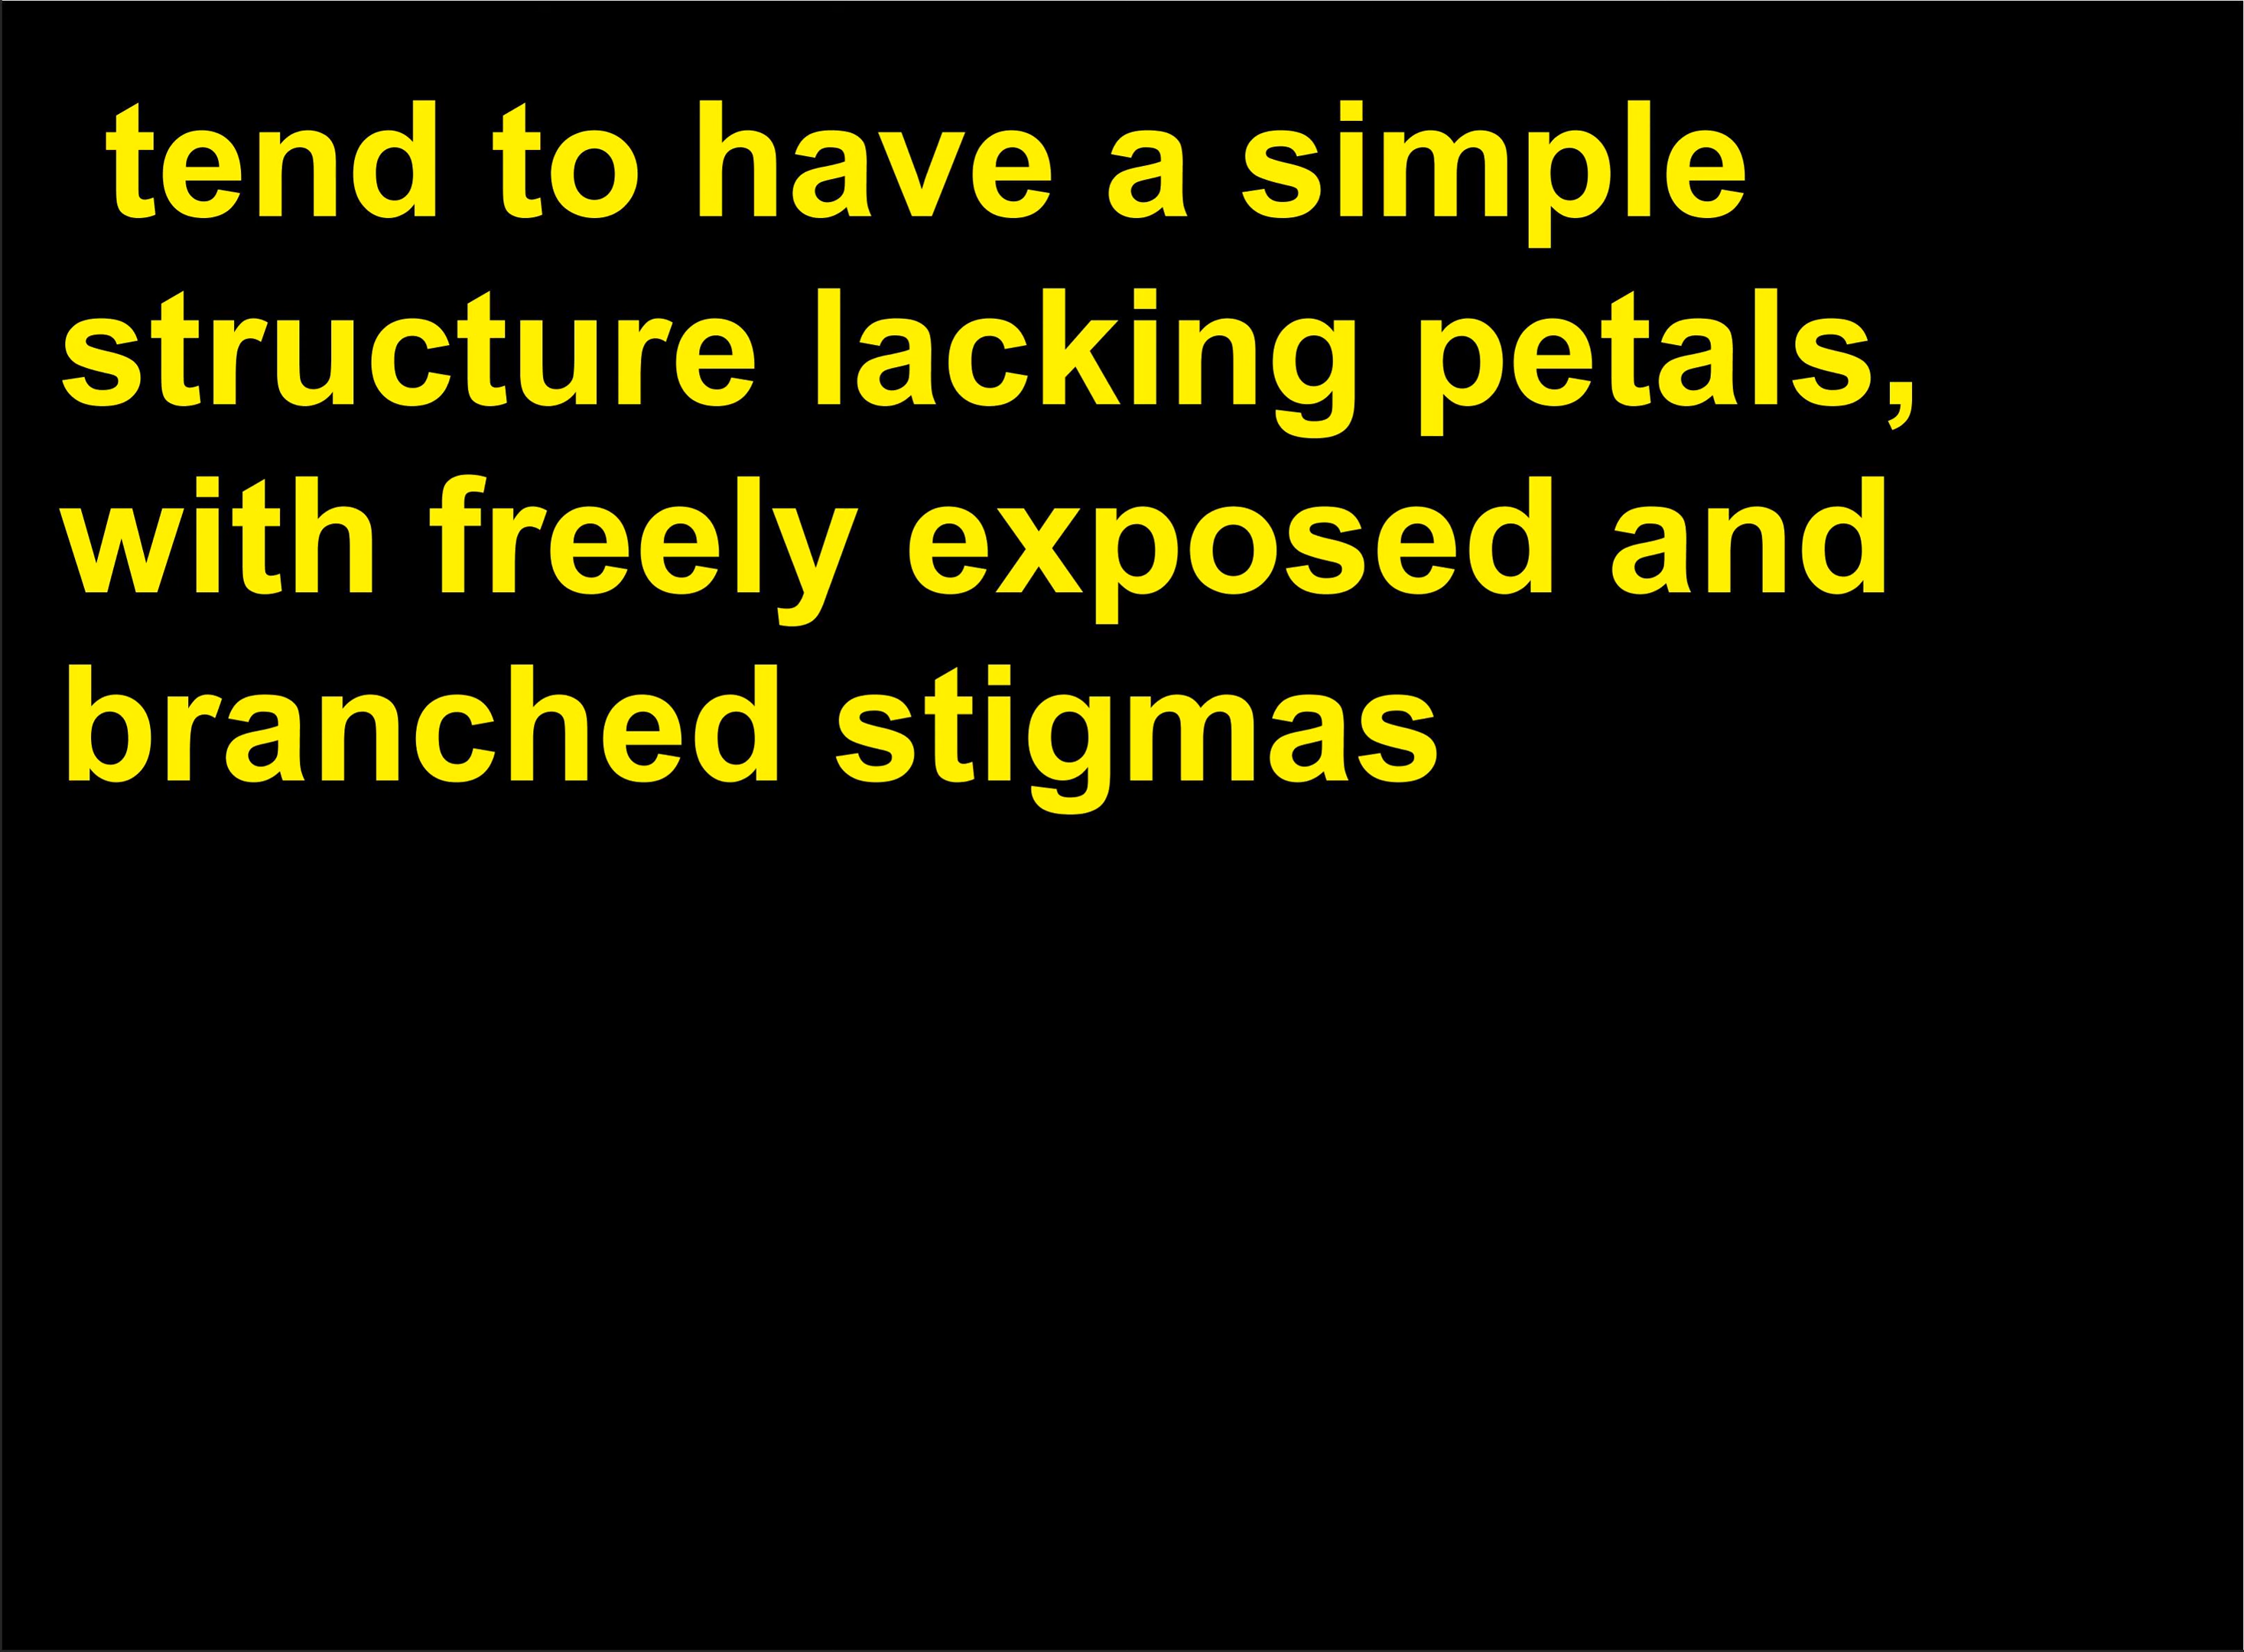 tend to have a simple
structure lacking petals,
with freely exposed and
branched stigmas